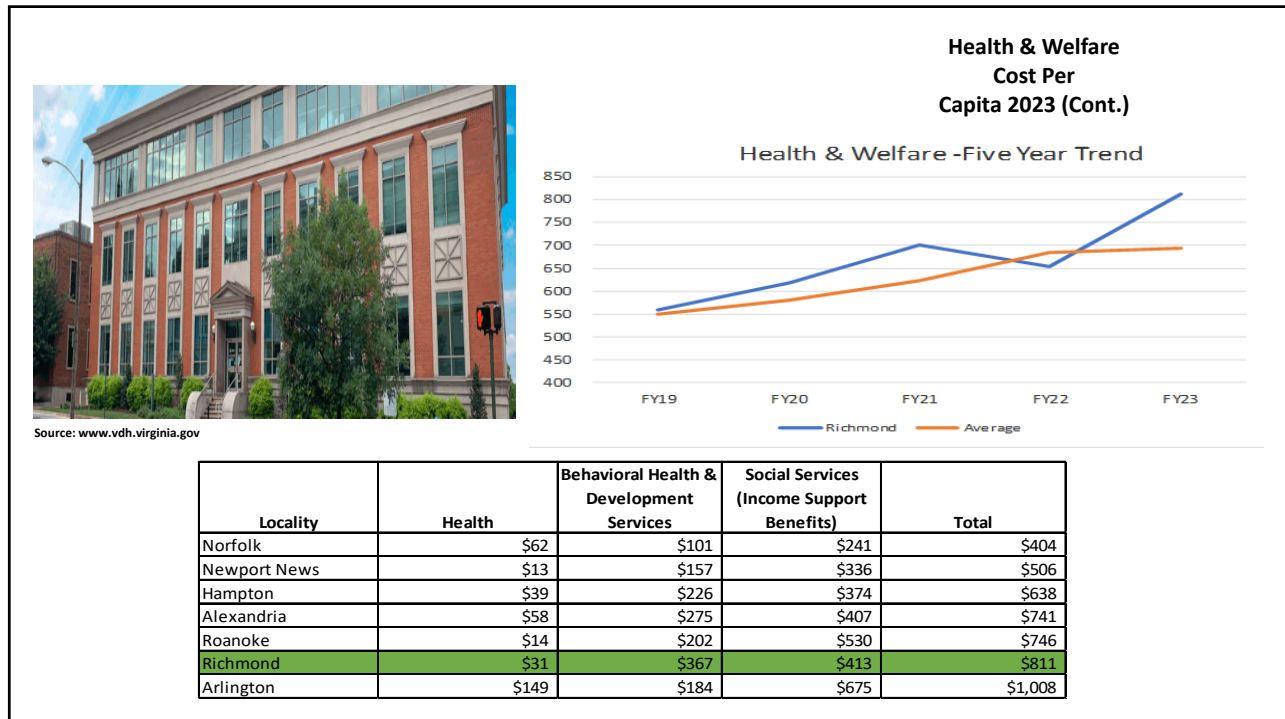 Health & Welfare
Cost Per
Capita 2023 (Cont.)
Source: www.vdh.virginia.gov
Health & Welfare -Five Year Trend
850
800
750
700
650
600
550
500
450
400
FY19 FY20 FY21 FY22 FY23
Richmond Average
Locality Health Behavioral Health & Development Services Social Services (Income Support Benefits) Total
Norfolk $62 $101 $241 $404
Newport News $13 $157 $336 $506
Hampton $39 $226 $374 $638
Alexandria $58 $275 $407 $741
Roanoke $14 $202 $530 $746
Richmond $31 $367 $413 $811
Arlington $149 $184 $675 $1,008